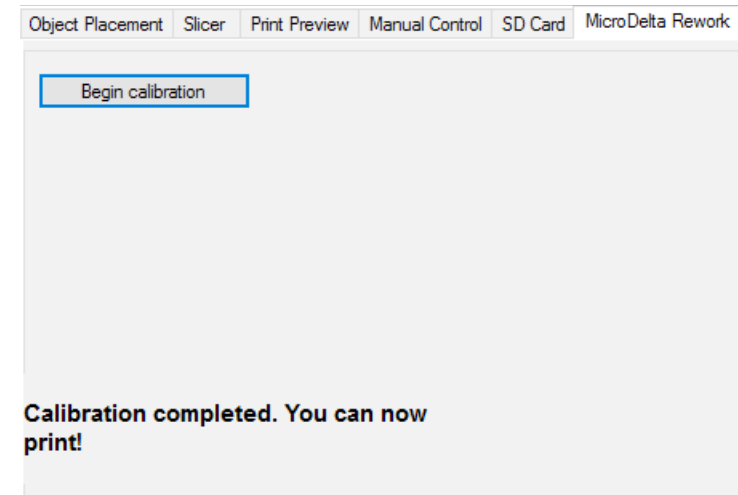 Object Placement Slicer Print Preview Manual Control SD Card MicroDelta Rework
Begin calibration
Calibration completed. You can now
print!